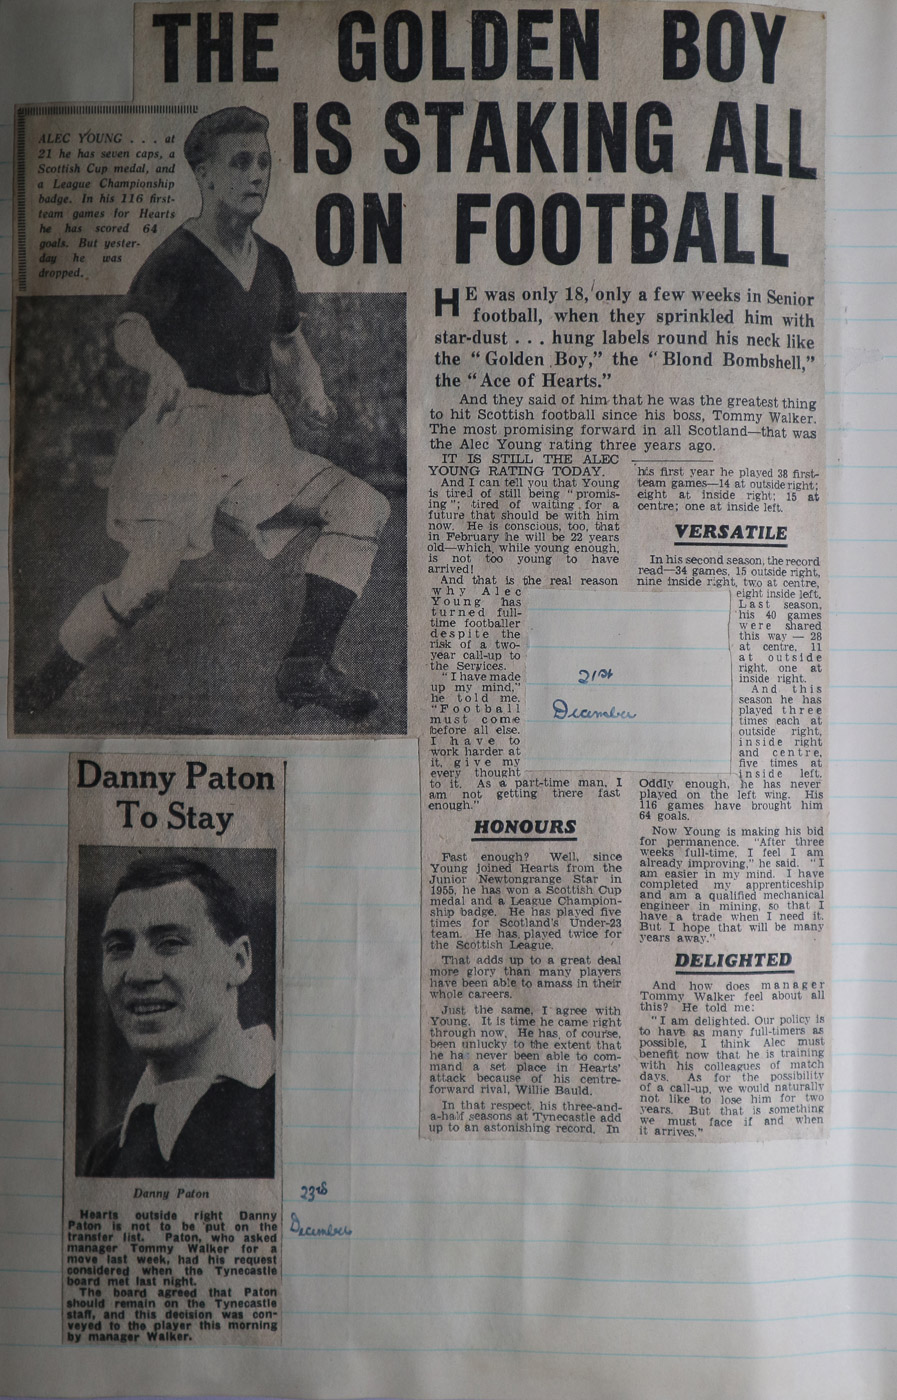 THE GOLDEN BOY
IS STAKING ALL
ON FOOTBALL
ALEC YOUNG . . . at
21 he has seven caps, a
Scottish Cup medal, and
a League Championship
badge. In his 116 first-
team games for Hearts
he has scored 64
goals. But yester-
day he was
dropped.
HE was only 18, only a few weeks in Senior
football, when they sprinkled him with
star-dust . . . hung labels round his neck like
the "Golden Boy," the "Blond Bombshell,"
the "Ace of Hearts."
And they said of him that he was the greatest thing
to hit Scottish football since his boss, Tommy Walker.
The most promising forward in all Scotland—that was
the Alec Young rating three years ago.
IT IS STILL THE ALEC
YOUNG RATING TODAY.
And I can tell you that Young
is tired of still being "promis-
ing"; tired of waiting for a
future that should be with him
now. He is conscious, too, that
in February he will be 22 years
old—which, while young enough,
is not too young to have
arrived!
And that is the real reason
why Alec
Young has
turned full-
time footballer
despite the
risk of a two-
year call-up to
the Services.
"I have made
up my mind,"
he told me.
"Football
must come
before all else.
I have to
work harder at
it, give my
every thought
to it. As a part-time man, I
am not getting there fast
enough."
HONOURS
Fast enough? Well, since
Young joined Hearts from the
Junior Newtongrange Star in
1955, he has won a Scottish Cup
medal and a League Champion-
ship badge. He has played five
times for Scotland's Under-23
team. He has played twice for
the Scottish League.
That adds up to a great deal
more glory than many players
have been able to amass in their
whole careers.
Just the same, I agree with
Young. It is time he came right
through now. He has, of course,
been unlucky to the extent that
he has never been able to com-
mand a set place in Hearts'
attack because of his centre-
forward rival, Willie Bauld.
In that respect, his three-and-
a-half seasons at Tynecastle add
up to an astonishing record. In
his first year he played 38 first-
team games—14 at outside right;
eight at inside right; 15 at
centre; one at inside left.
VERSATILE
In his second season, the record
read—34 games, 15 outside right,
nine inside right, two at centre,
eight inside left.
Last season,
his 40 games
were shared
this way — 28
at centre, 11
at outside
right, one at
inside right.
And this
season he has
played three
times each at
outside right,
inside right
and centre,
five times at
inside left.
Oddly enough, he has never
played on the left wing. His
116 games have brought him
64 goals.
Now Young is making his bid
for permanence. "After three
weeks full-time, I feel I am
already improving," he said. "I
am easier in my mind. I have
completed my apprenticeship
and am a qualified mechanical
engineer in mining, so that I
have a trade when I need it.
But I hope that will be many
years away."
DELIGHTED
And how does manager
Tommy Walker feel about all
this? He told me:
"I am delighted. Our policy is
to have as many full-timers as
possible, I think Alec must
benefit now that he is training
with his colleagues of match
days. As for the possibility
of a call-up, we would naturally
not like to lose him for two
years. But that is something
we must face if and when
it arrives."
21st
December
Danny Paton
To Stay
Danny Paton
Hearts outside right Danny
Paton is not to be put on the
transfer list. Paton, who asked
manager Tommy Walker for a
move last week, had his request
considered when the Tynecastle
board met last night.
The board agreed that Paton
should remain on the Tynecastle
staff, and this decision was con-
veyed to the player this morning
by manager Walker.
23rd
December